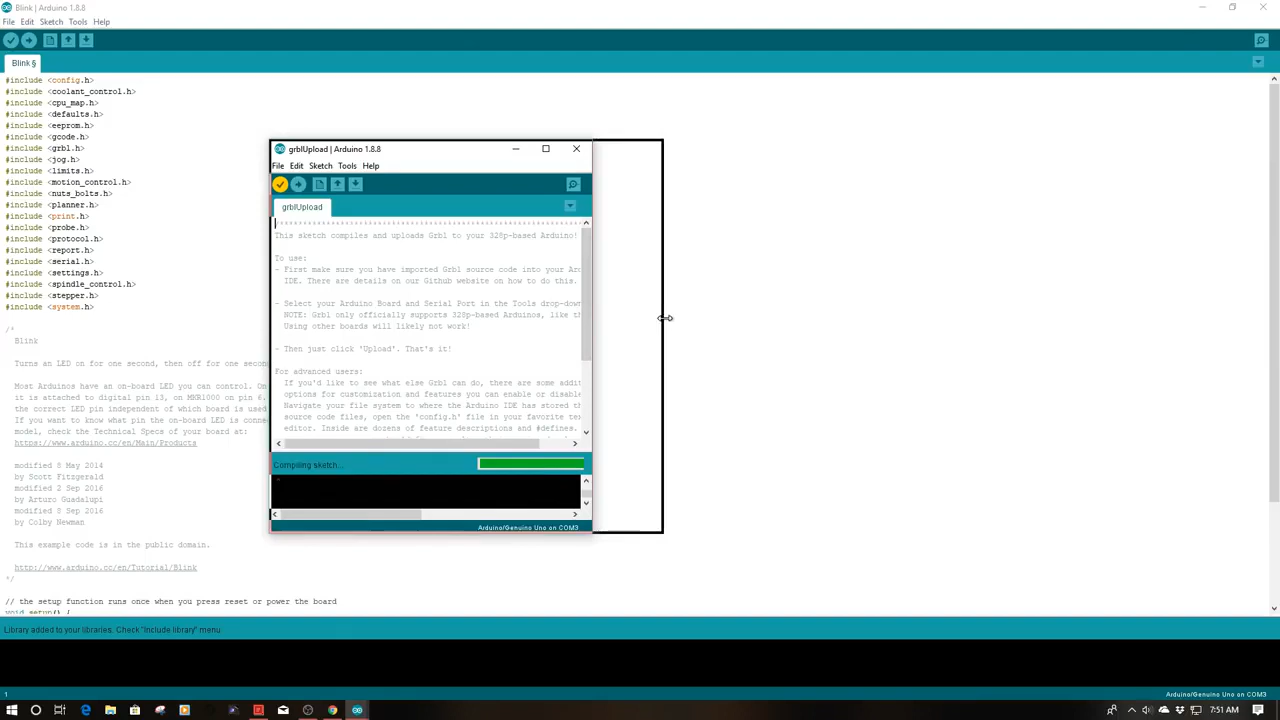 Blink | Arduino 1.8.8
File Edit Sketch Tools Help
Blink §
#include <config.h>
#include <coolant_control.h>
#include <cpu_map.h>
#include <defaults.h>
#include <eeprom.h>
#include <gcode.h>
#include <grbl.h>
#include <jog.h>
#include <limits.h>
#include <motion_control.h>
#include <nuts_bolts.h>
#include <planner.h>
#include <print.h>
#include <probe.h>
#include <protocol.h>
#include <report.h>
#include <serial.h>
#include <settings.h>
#include <spindle_control.h>
#include <stepper.h>
#include <system.h>
/*
Blink
Turns an LED on for one second, then off for one secon
Most Arduinos have an on-board LED you can control. On
it is attached to digital pin 13, on MKR1000 on pin 6.
the correct LED pin independent of which board is used
If you want to know what pin the on-board LED is connec
model, check the Technical Specs of your board at:
https://www.arduino.cc/en/Main/Products
modified 8 May 2014
by Scott Fitzgerald
modified 2 Sep 2016
by Arturo Guadalupi
modified 8 Sep 2016
by Colby Newman
This example code is in the public domain.
http://www.arduino.cc/en/Tutorial/Blink
*/
// the setup function runs once when you press reset or power the board
void setup() {
Library added to your libraries. Check "Include library" menu
1
Arduino/Genuino Uno on COM3
grblUpload | Arduino 1.8.8
File Edit Sketch Tools Help
grblUpload
This sketch compiles and uploads Grbl to your 328p-based Arduino!
To use:
- First make sure you have imported Grbl source code into your Ard
IDE. There are details on our Github website on how to do this.
- Select your Arduino Board and Serial Port in the Tools drop-down
NOTE: Grbl only officially supports 328p-based Arduinos, like th
Using other boards will likely not work!
- Then just click 'Upload'. That's it!
For advanced users:
If you'd like to see what else Grbl can do, there are some addit
options for customization and features you can enable or disable
Navigate your file system to where the Arduino IDE has stored th
source code files, open the 'config.h' file in your favorite te
editor. Inside are dozens of feature descriptions and #defines.
Compiling sketch...
Arduino/Genuino Uno on COM3
7:51 AM